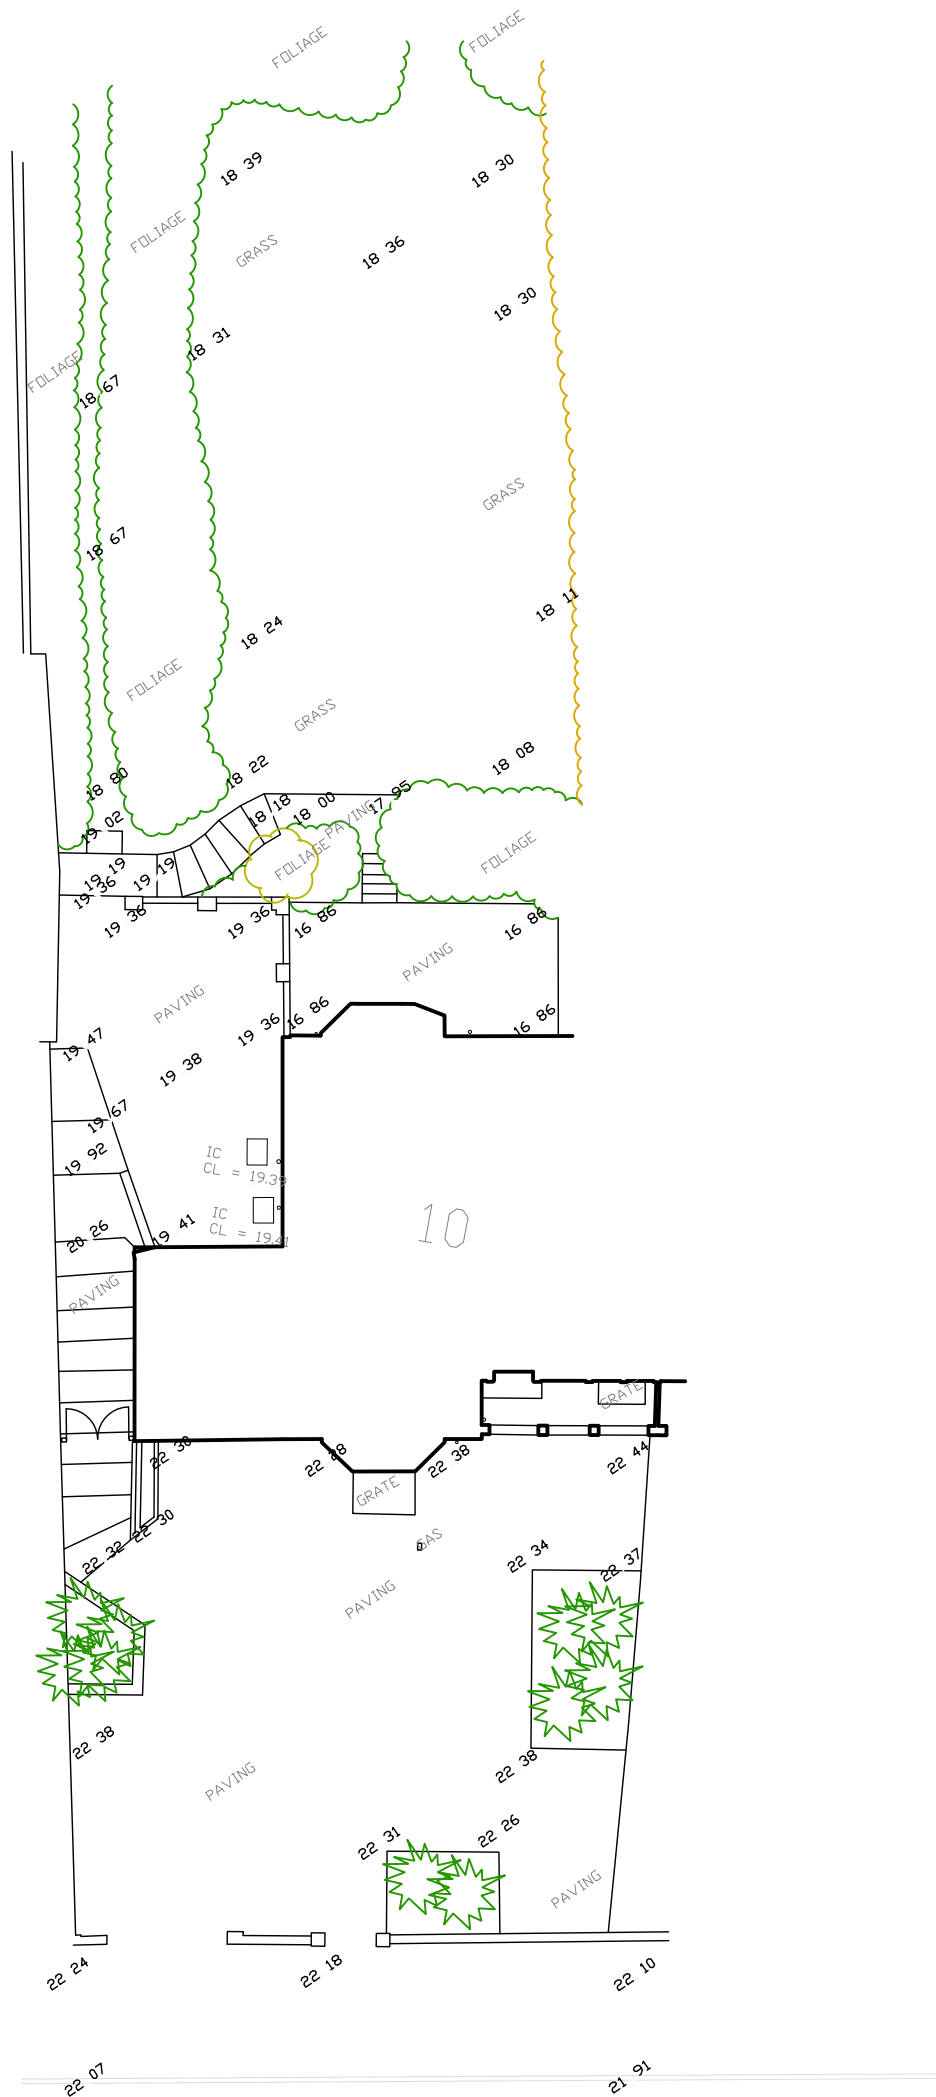 FOLIAGE
FOLIAGE
18 39
18 30
FOLIAGE
GRASS
18 36
18 30
18 31
FOLIAGE
18 67
GRASS
18 67
18 11
18 24
FOLIAGE
GRASS
18 08
18 22
18 80
17 95
18 18
18 00
PAVING
19 02
FOLIAGE
FOLIAGE
19 19
19 19
19 36
19 38
19 36
16 86
16 86
PAVING
PAVING
16 86
16 86
19 36
19 47
19 38
19 67
19 92
IC
CL = 19.39
IC
CL = 19.41
10
19 41
20 26
PAVING
GRATE
22 30
22 28
22 38
22 44
GRATE
22 30
GAS
22 32
22 34
22 37
PAVING
22 38
22 38
PAVING
22 31
22 26
PAVING
22 24
22 18
22 10
22 07
21 91